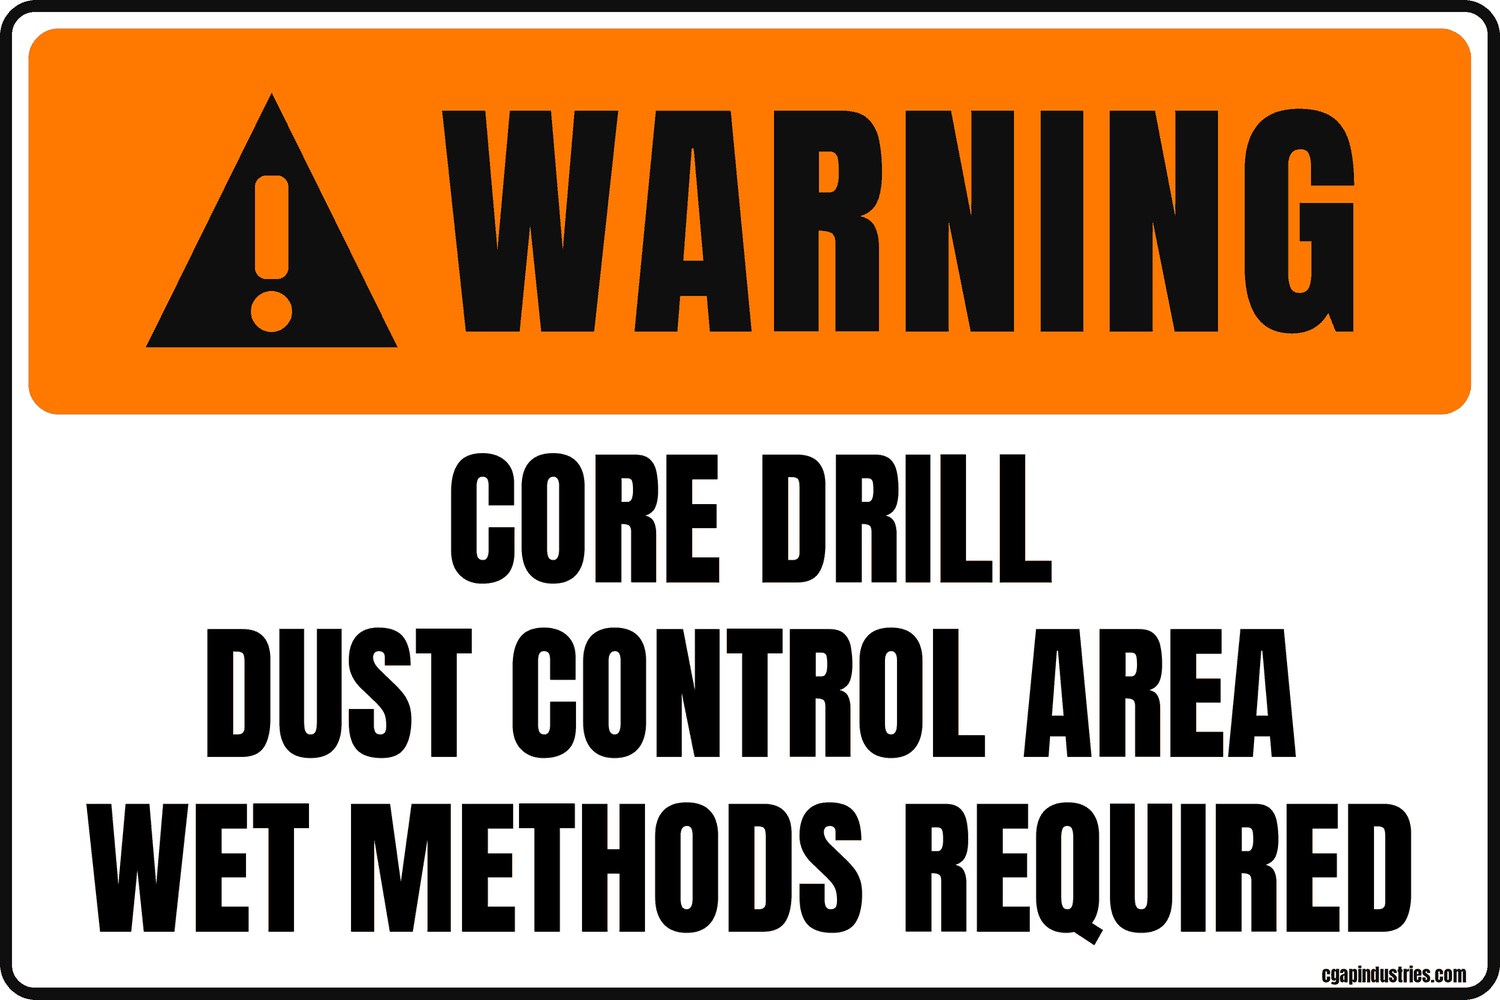 WARNING
CORE DRILL
DUST CONTROL AREA
WET METHODS REQUIRED
cgapindustries.com